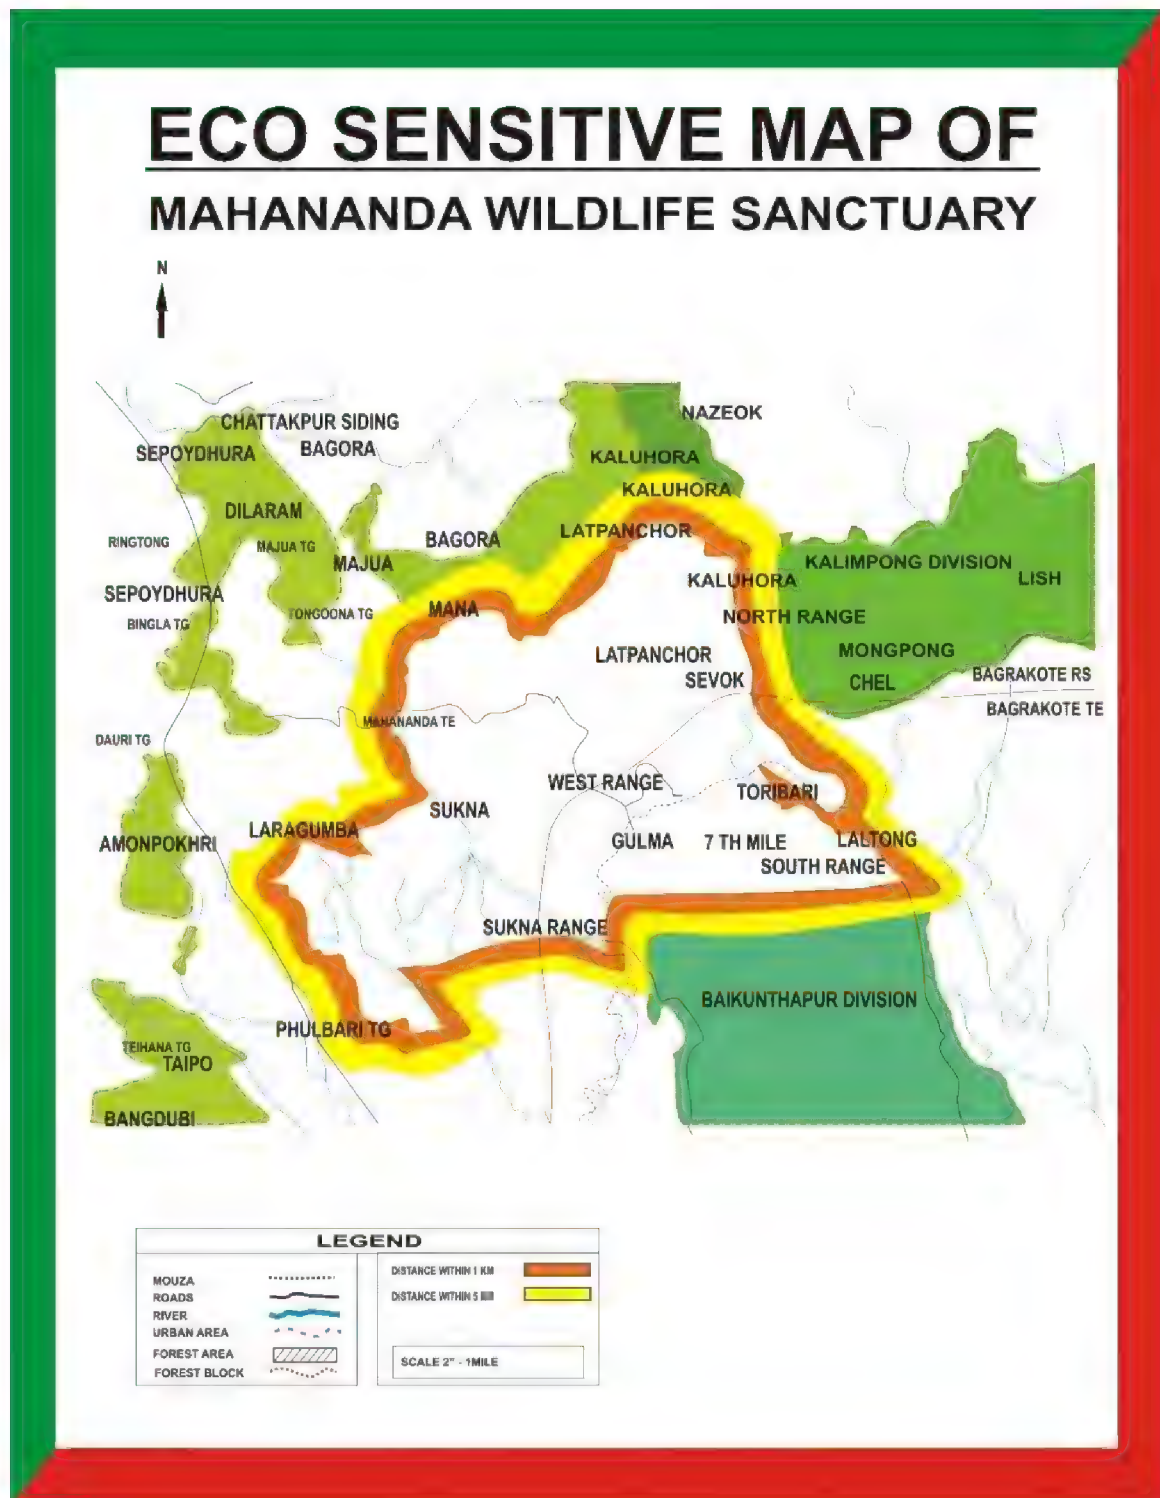 ECO SENSITIVE MAP OF
MAHANANDA WILDLIFE SANCTUARY
N
NAZEOK
CHATTAKPUR SIDING
BAGORA
SEPOYDHURA
KALUHORA
KALUHORA
DILARAM
LATPANCHOR
BAGORA
RINGTONG
MAJUA TG
MAJUA
KALIMPONG DIVISION
LISH
KALUHORA
SEPOYDHURA
MANA
TONGOONA TG
NORTH RANGE
BINGLA TG
MONGPONG
LATPANCHOR
SEVOK
CHEL
BAGRAKOTE RS
BAGRAKOTE TE
MAHANANDA TE
DAURI TG
WEST RANGE
TORIBARI
SUKNA
LARAGUMBA
AMONPOKHRI
GULMA
7 TH MILE
LALTONG
SOUTH RANGE
SUKNA RANGE
BAIKUNTHAPUR DIVISION
PHULBARI TG
TEIHANA TG
TAIPO
BANGDUBI
LEGEND
MOUZA
ROADS
RIVER
URBAN AREA
FOREST AREA
FOREST BLOCK
DISTANCE WITHIN 1 KM
DISTANCE WITHIN 5
SCALE 2" - 1MILE